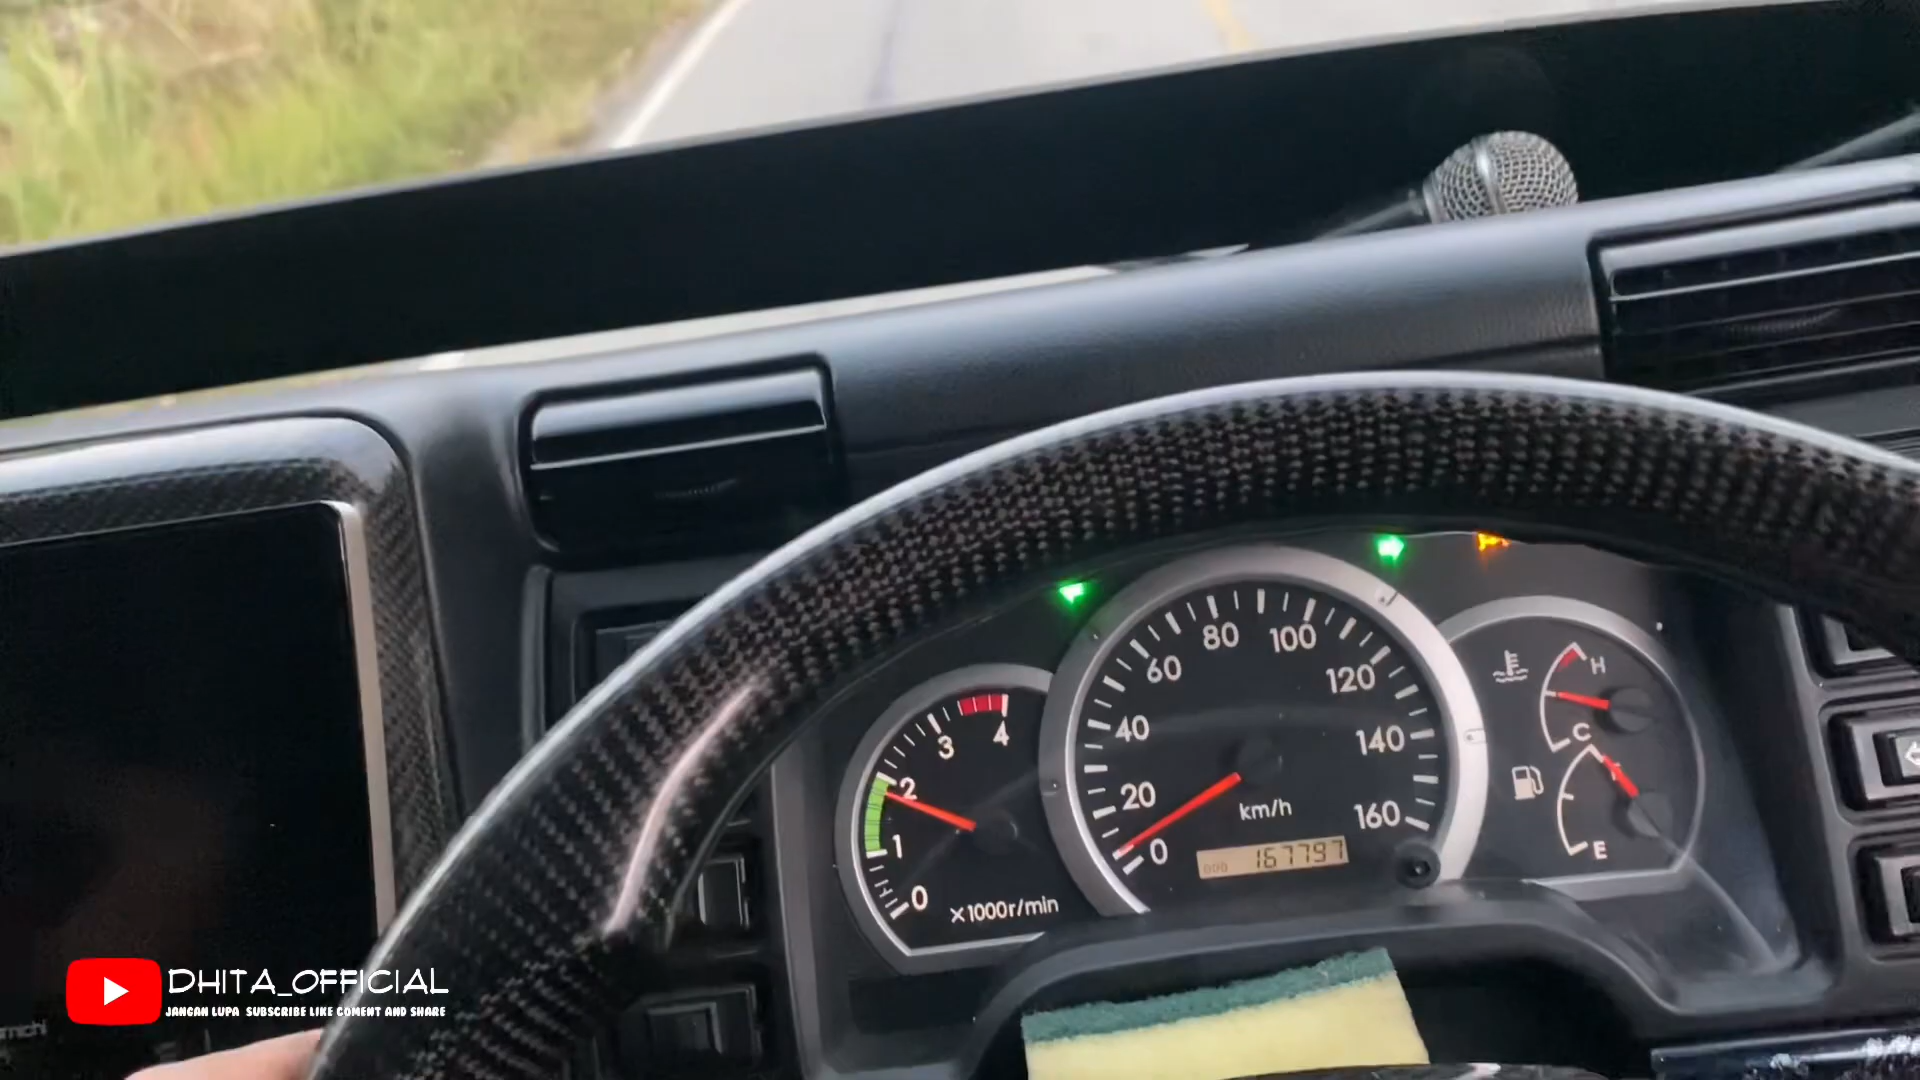 80
100
60
120
H
40
3
4
C
140
2
20
km/h
160
1
0
E
000 167797
0
×1000r/min
DHITA_OFFICIAL
JANGAN LUPA SUBSCRIBE LIKE COMENT AND SHARE